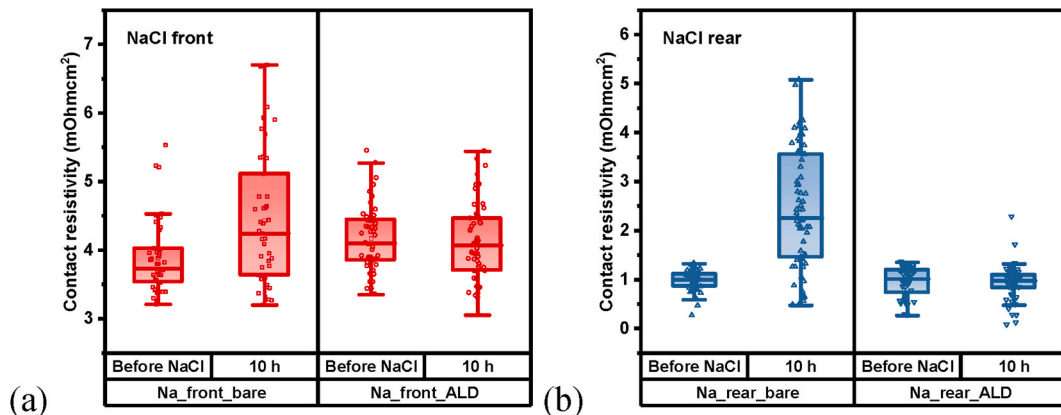 NaCl front
Contact resistivity (mOhmcm²)
7
6
5
4
3
Before NaCl
10 h
Before NaCl
10 h
Na_front_bare
Na_front_ALD
(a)
NaCl rear
Contact resistivity (mOhmcm²)
6
5
4
3
2
1
0
Before NaCl
10 h
Before NaCl
10 h
Na_rear_bare
Na_rear_ALD
(b)